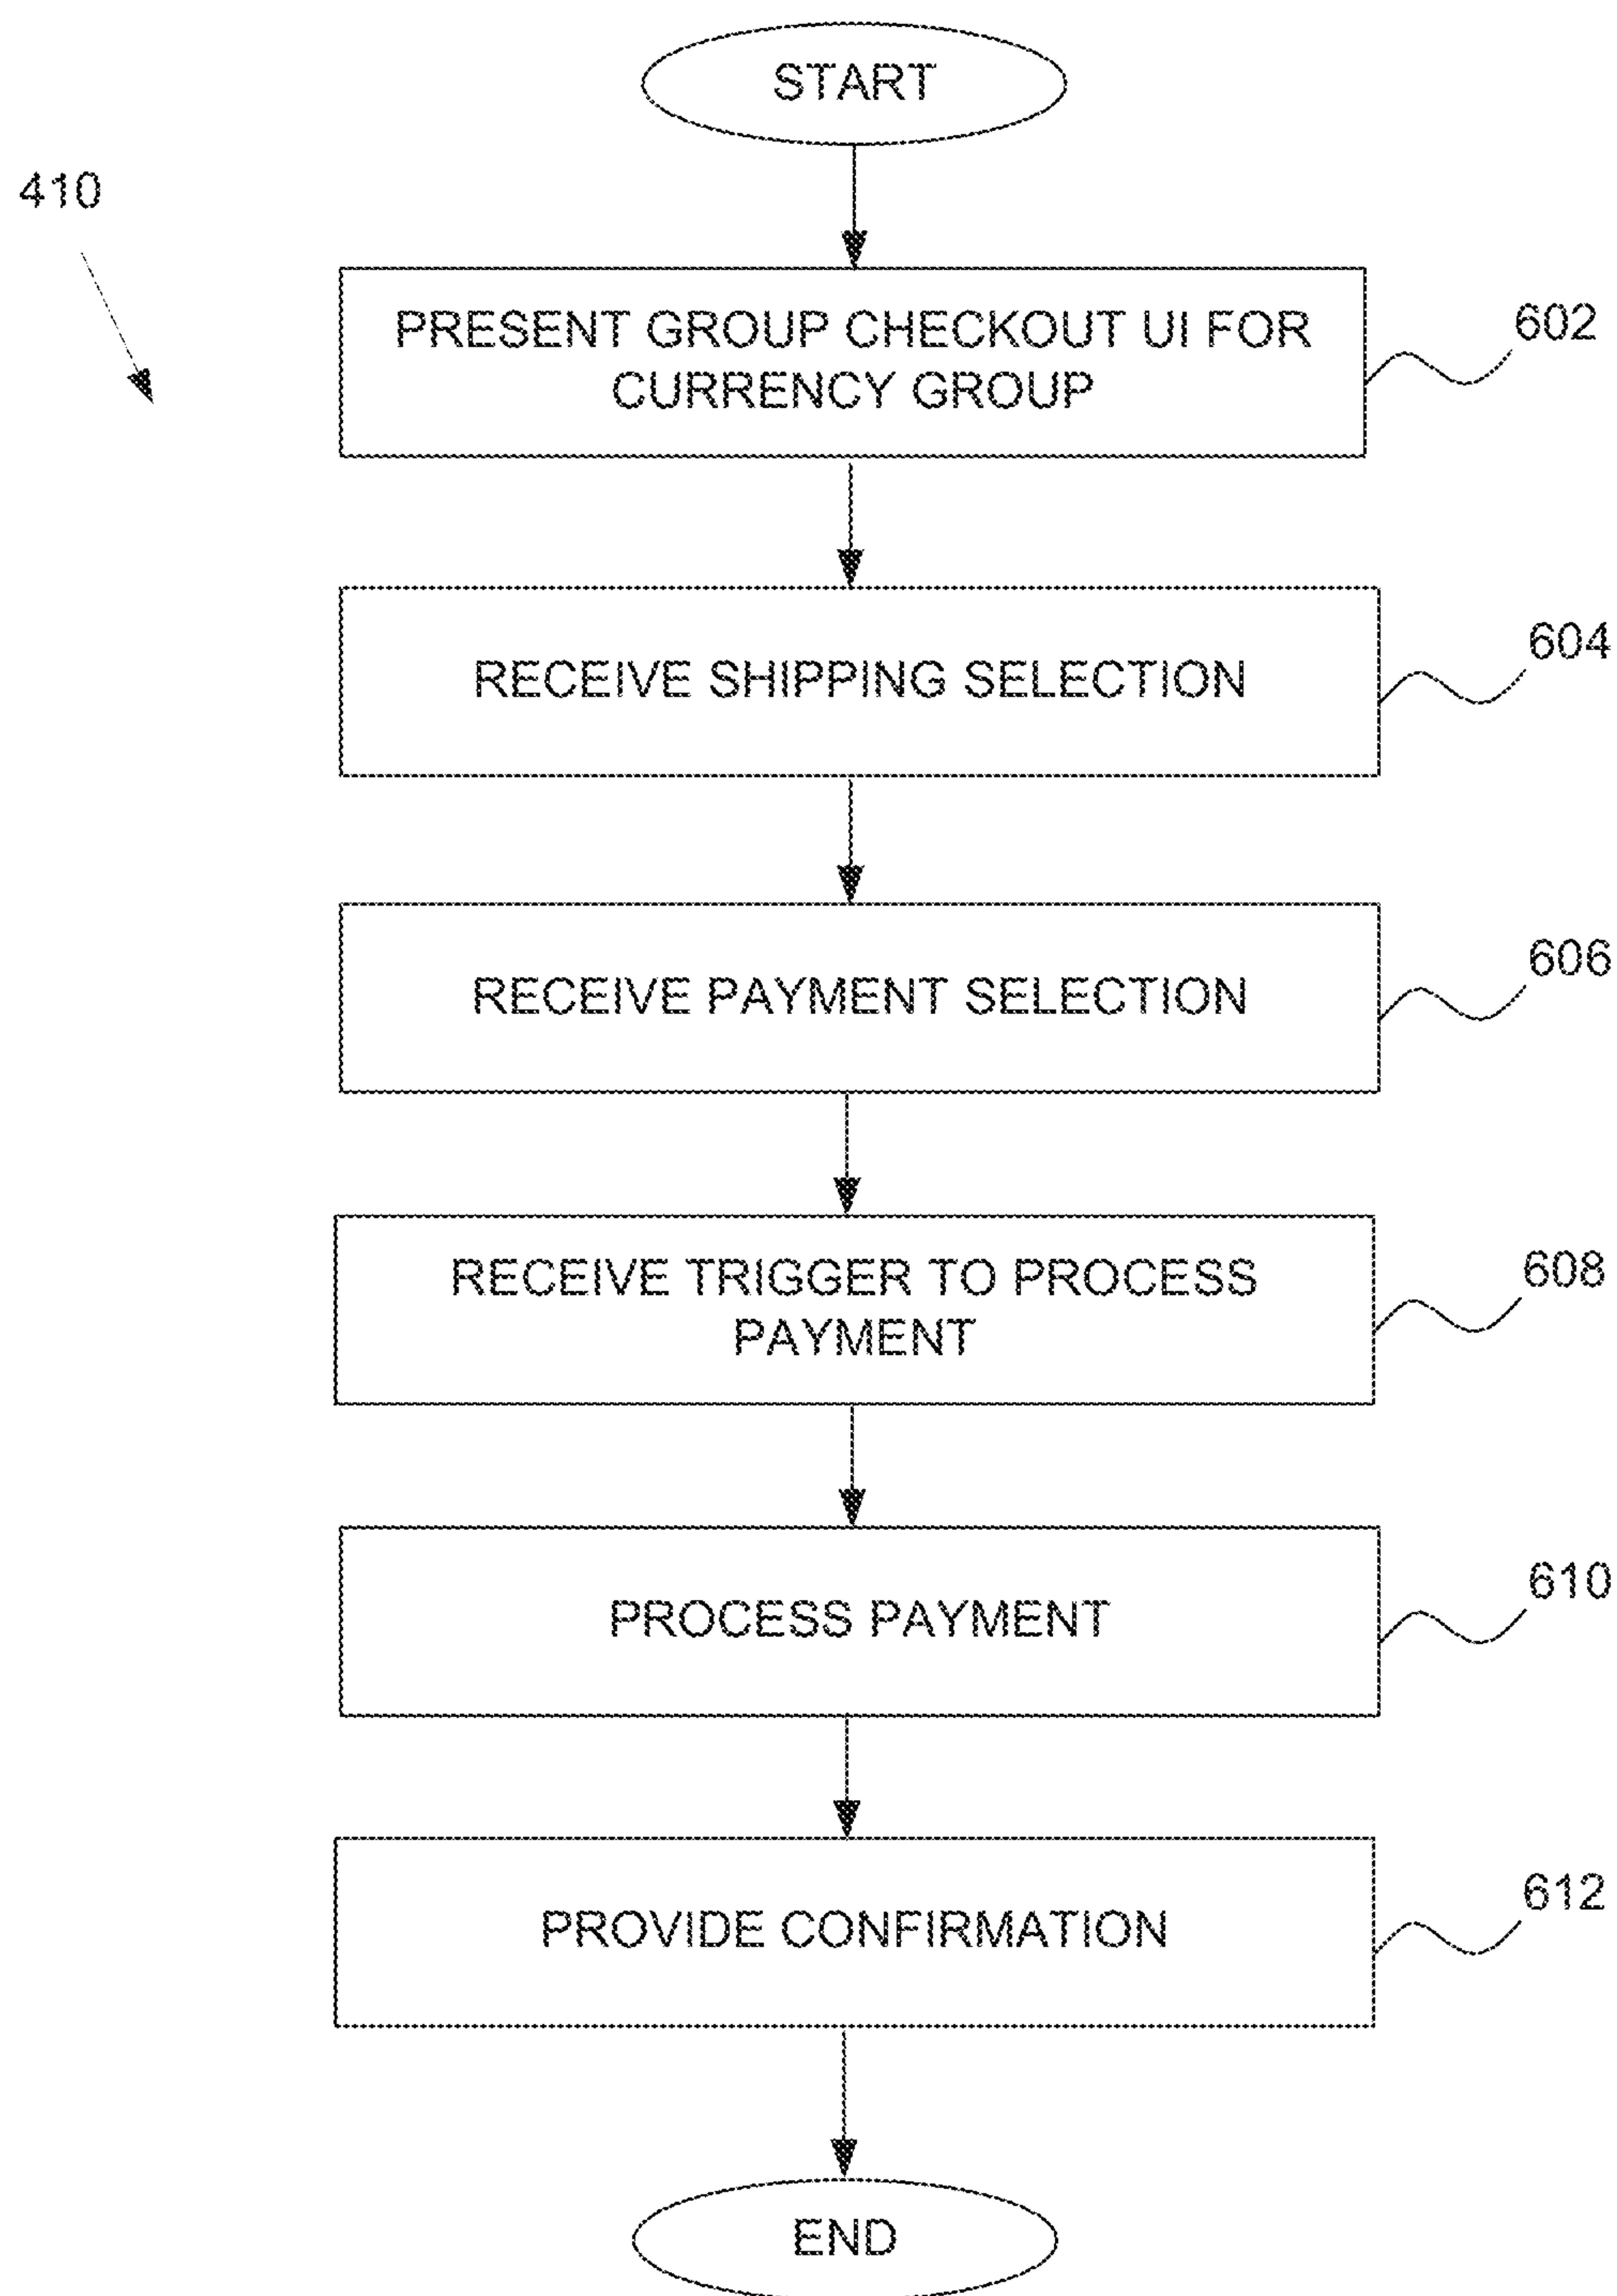 START
410
PRESENT GROUP CHECKOUT UI FOR
CURRENCY GROUP
602
RECEIVE SHIPPING SELECTION
604
RECEIVE PAYMENT SELECTION
606
RECEIVE TRIGGER TO PROCESS
PAYMENT
608
PROCESS PAYMENT
610
PROVIDE CONFIRMATION
612
END